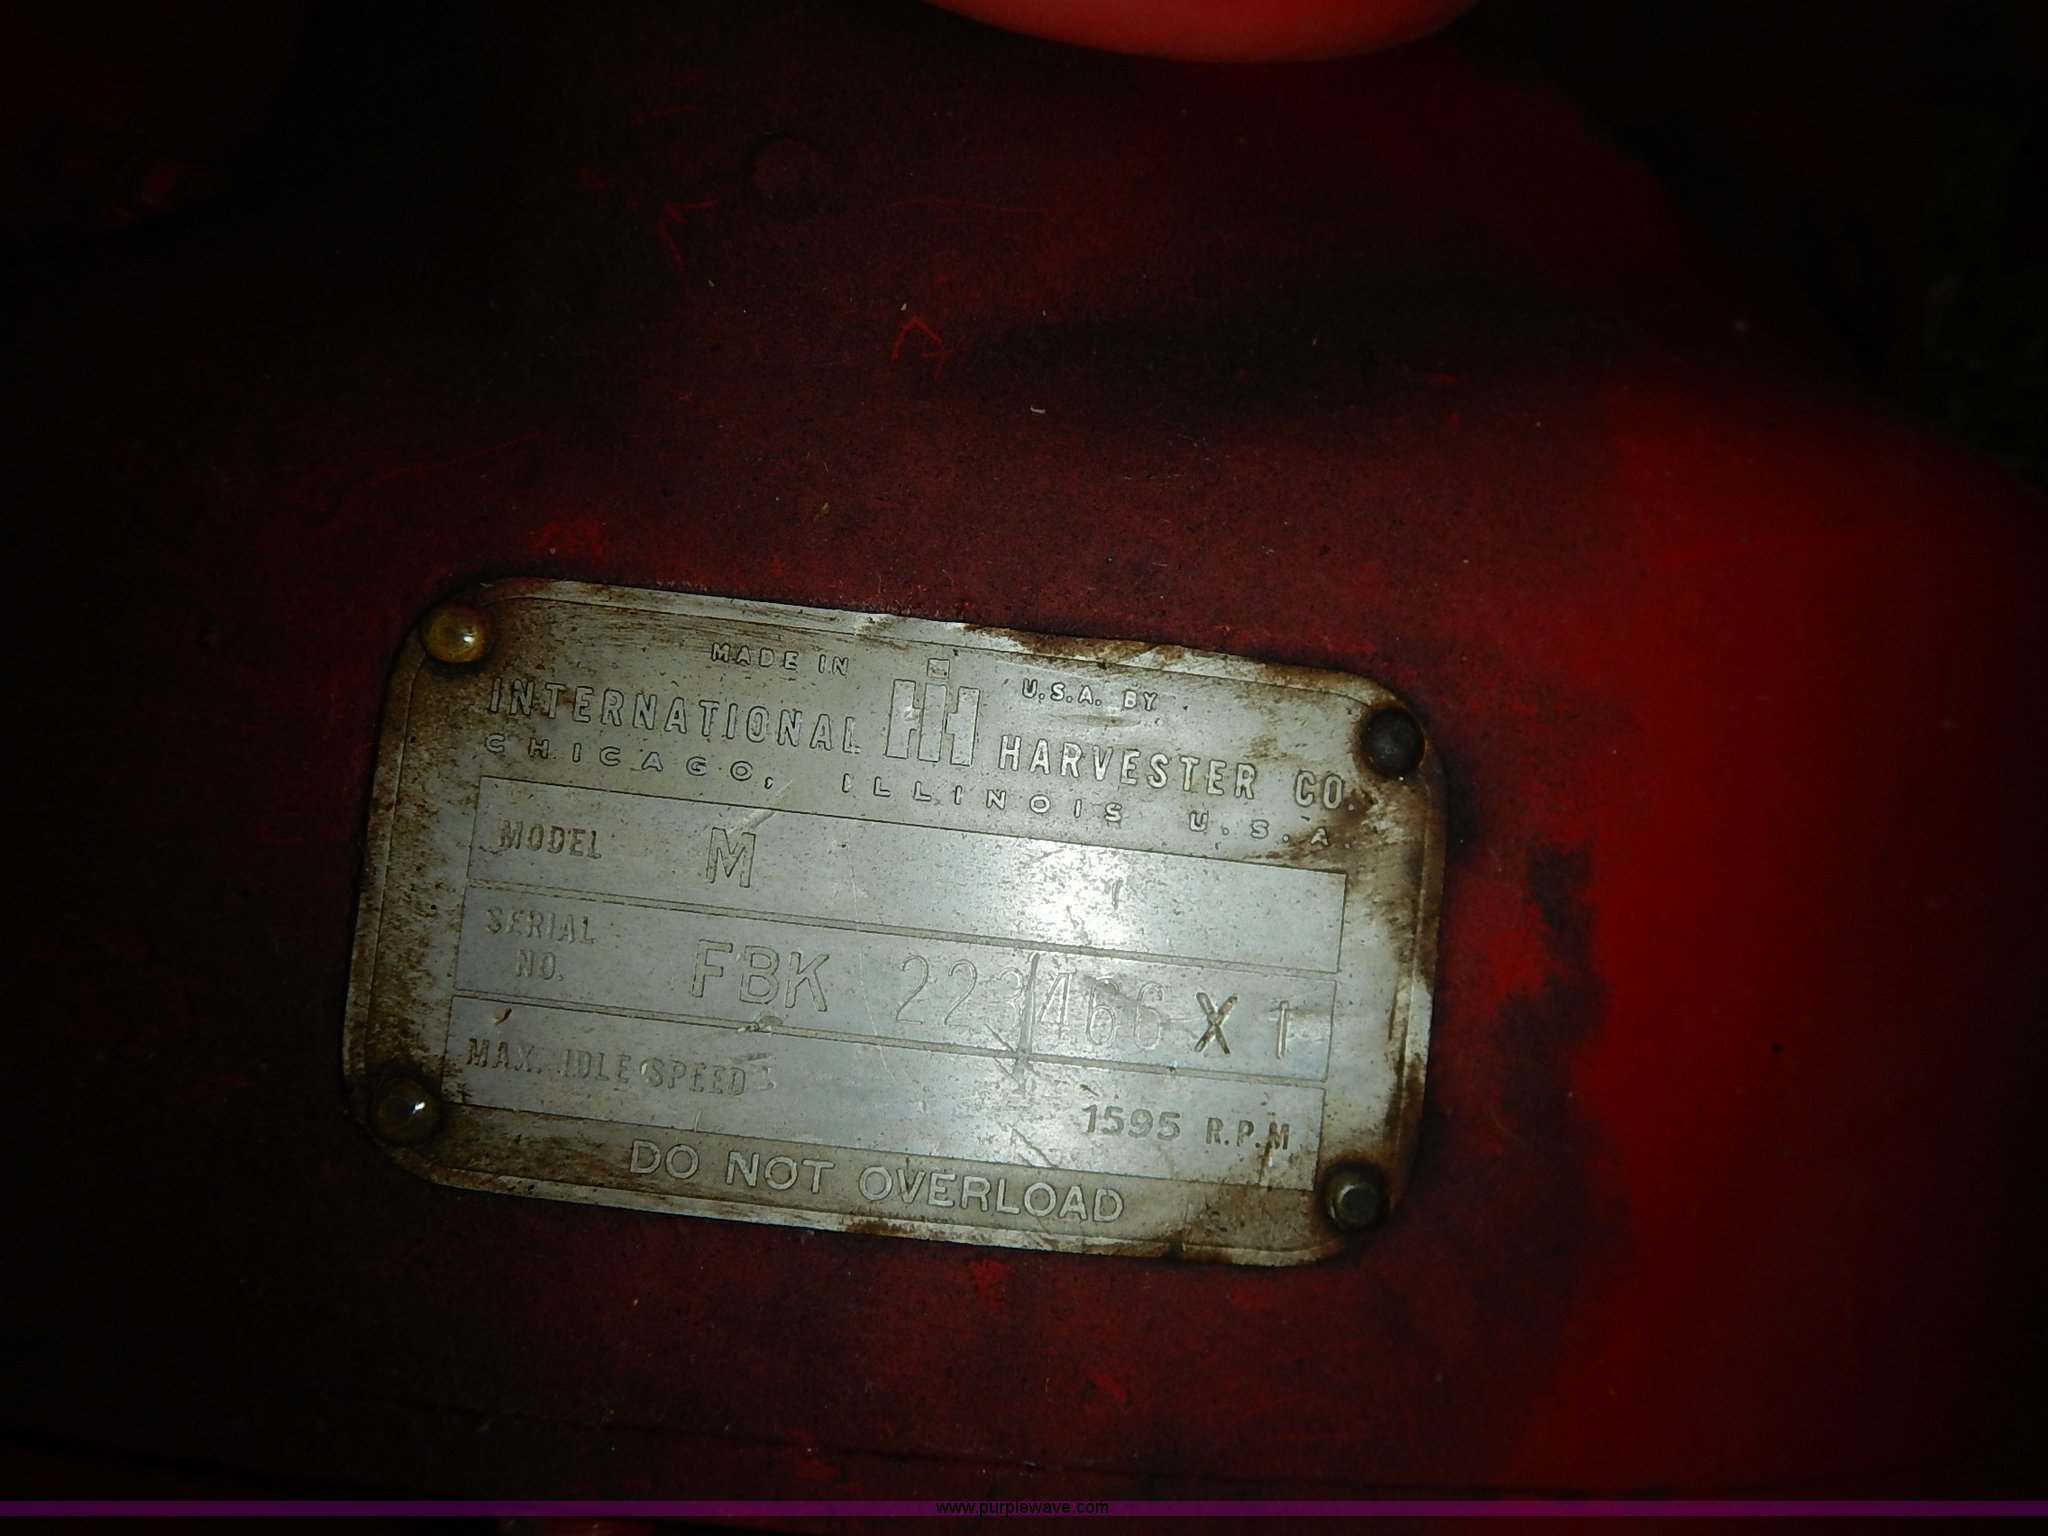 MADE IN IH U.S.A. BY
INTERNATIONAL HARVESTER CO.
CHICAGO, ILLINOIS U.S.A.
MODEL M
SERIAL NO. FBK 223466 X 1
MAX. IDLE SPEED 1595 R.P.M
DO NOT OVERLOAD
www.purplewave.com